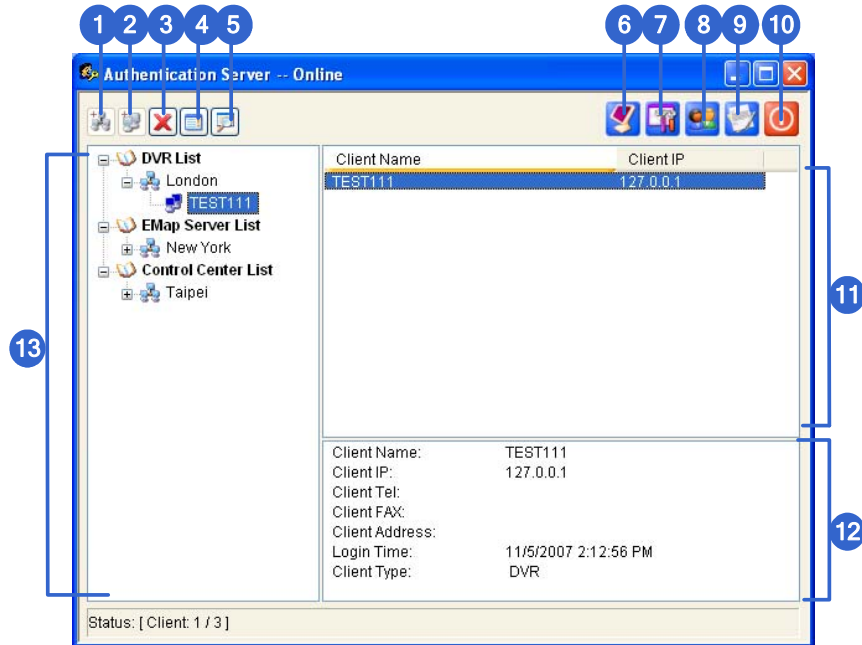 1 2 3 4 5 6 7 8 9 10
Authentication Server -- Online
DVR List
London
TEST111
EMap Server List
New York
Control Center List
Taipei
13
Client Name Client IP
TEST111 127.0.0.1
11
Client Name: TEST111
Client IP: 127.0.0.1
Client Tel:
Client FAX:
Client Address:
Login Time: 11/5/2007 2:12:56 PM
Client Type: DVR
12
Status: [ Client: 1 / 3 ]